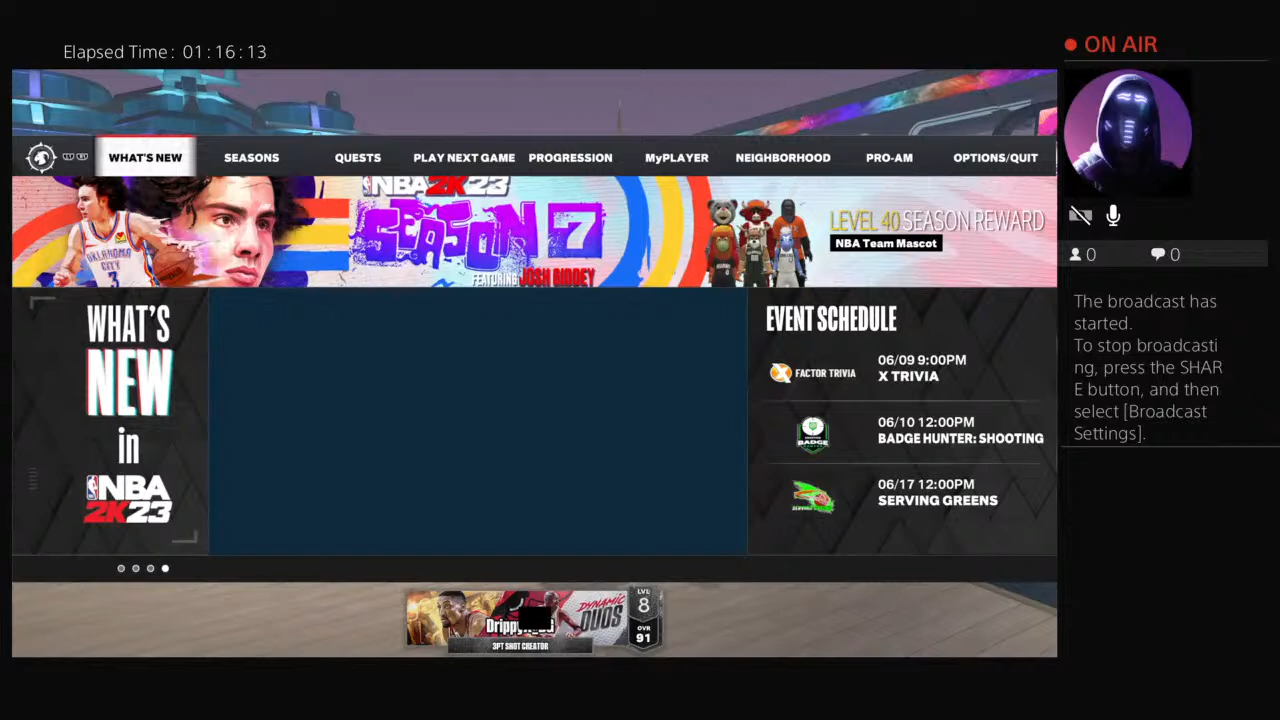 Elapsed Time: 01:16:13
ON AIR
WHAT'S NEW
SEASONS
QUESTS
PLAY NEXT GAME
PROGRESSION
MyPLAYER
NEIGHBORHOOD
PRO-AM
OPTIONS/QUIT
NBA 2K23
SEASON 7
FEATURING JOSH GIDDEY
OKLAHOMA
CITY
3
LEVEL 40 SEASON REWARD
NBA Team Mascot
0
0
The broadcast has
started.
To stop broadcasti
ng, press the SHAR
E button, and then
select [Broadcast
Settings].
WHAT'S
NEW
in
NBA
2K23
EVENT SCHEDULE
X FACTOR TRIVIA
06/09 9:00PM
X TRIVIA
BADGE
06/10 12:00PM
BADGE HUNTER: SHOOTING
06/17 12:00PM
SERVING GREENS
DYNAMIC
DUOS
3PT SHOT CREATOR
LVL
8
OVR
91